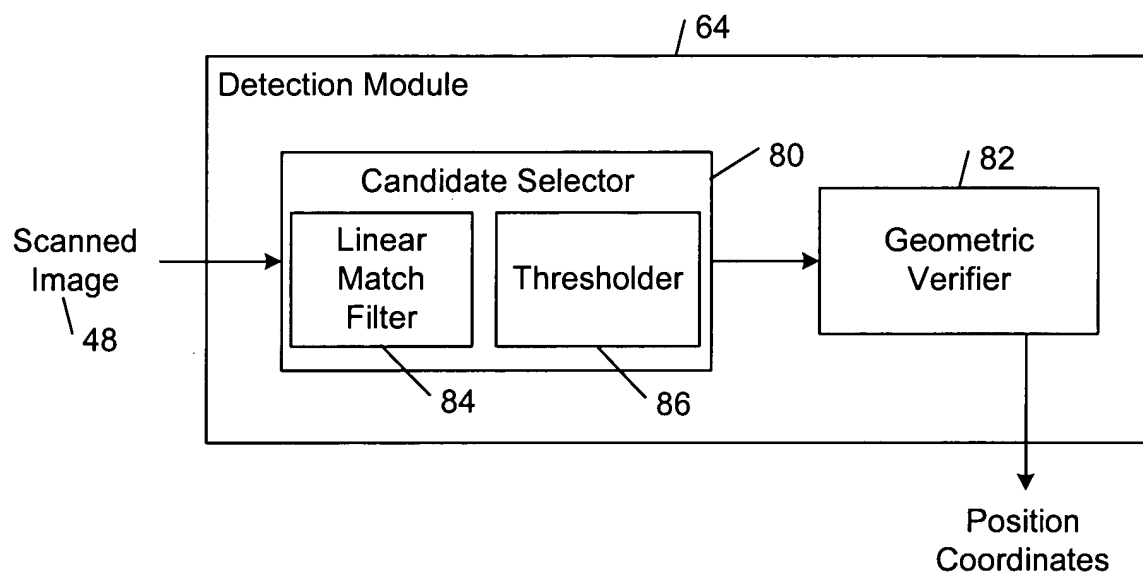 64
Detection Module
80
Candidate Selector
82
Scanned
Image
48
Linear
Match
Filter
84
Thresholder
86
Geometric
Verifier
Position
Coordinates